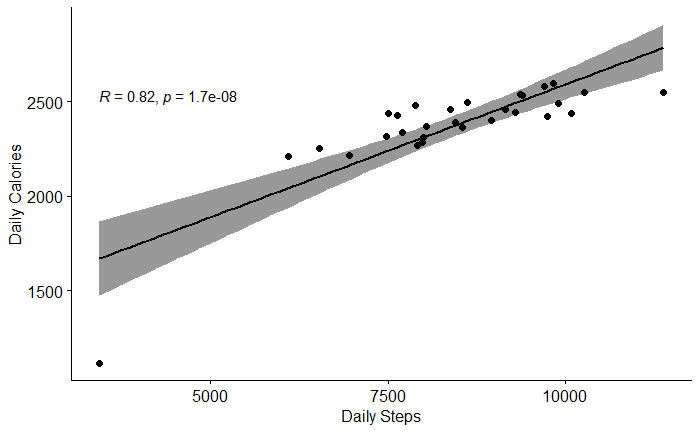 R = 0.82, p = 1.7e-08
2500
2000
1500
Daily Calories
5000 7500 10000
Daily Steps